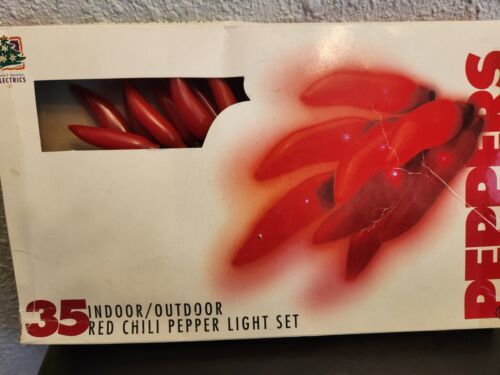 ELECTRICS
PEPPERS
35 INDOOR/OUTDOOR
RED CHILI PEPPER LIGHT SET